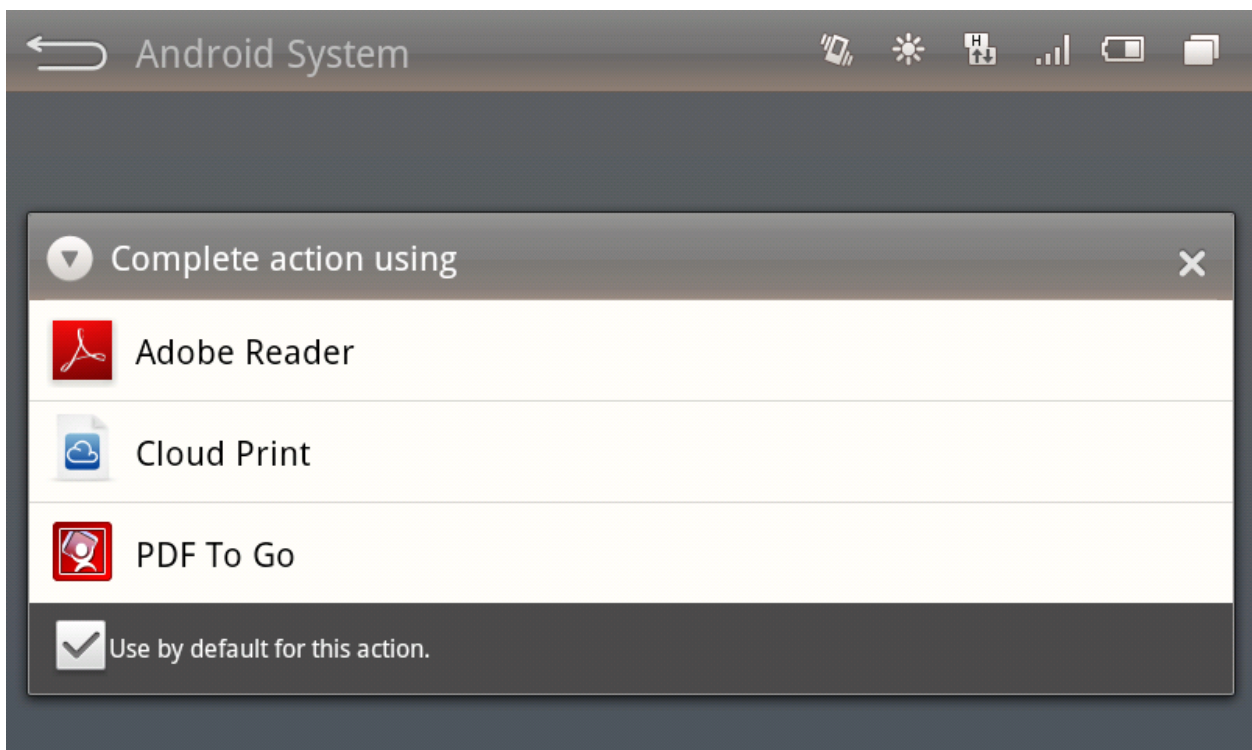 Android System
H
Complete action using
Adobe Reader
Cloud Print
PDF To Go
Use by default for this action.